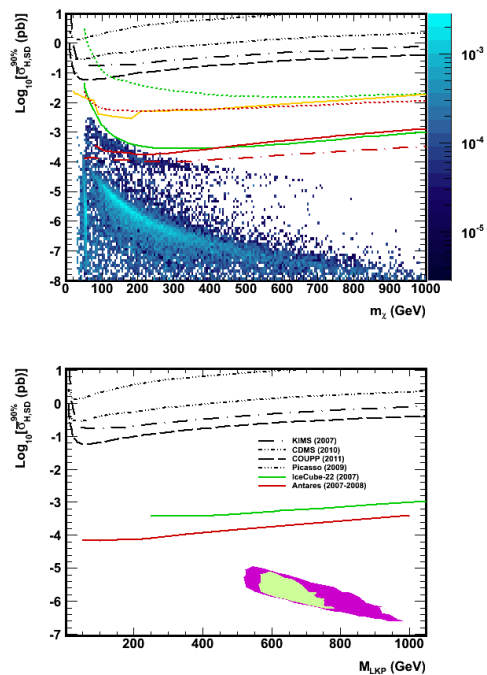 Log₁₀[σ̅ 90% H,SD (pb)]
1
0
-1
-2
-3
-4
-5
-6
-7
-8
0 100 200 300 400 500 600 700 800 900 1000
mχ (GeV)
10⁻³
10⁻⁴
10⁻⁵
Log₁₀[σ̅ 90% H,SD (pb)]
1
0
-1
-2
-3
-4
-5
-6
-7
KIMS (2007)
CDMS (2010)
COUPP (2011)
Picasso (2009)
IceCube-22 (2007)
Antares (2007-2008)
200 400 600 800 1000
M LKP (GeV)